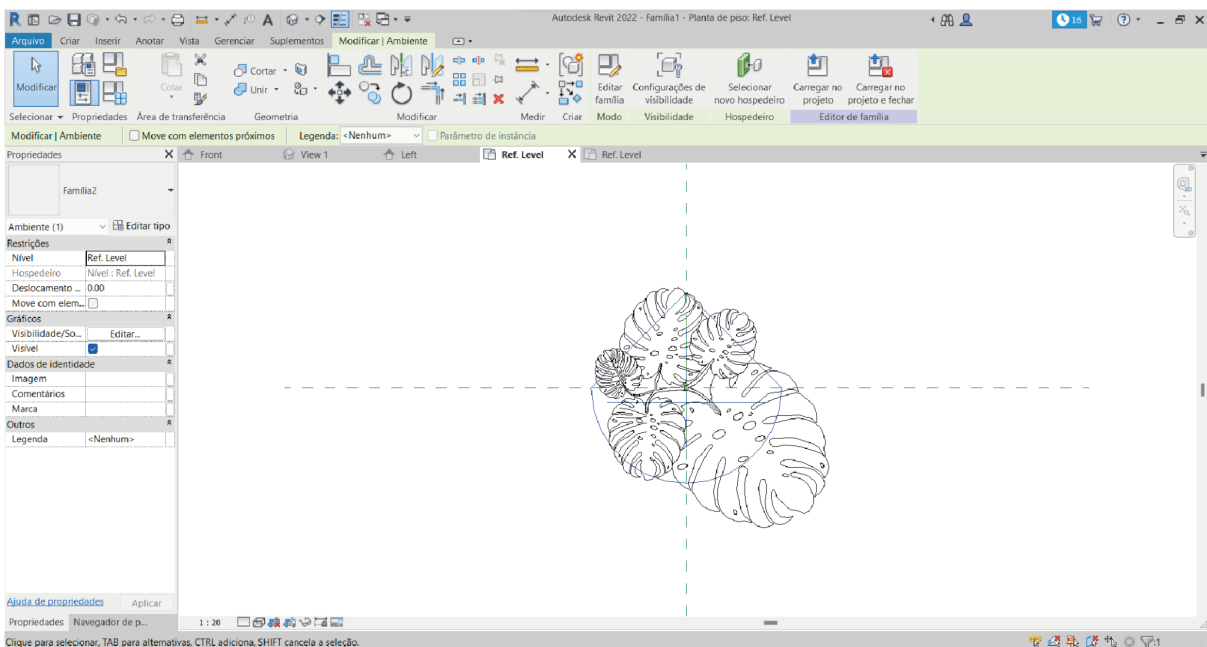 Autodesk Revit 2022 - Família1 - Planta de piso: Ref. Level
16
Arquivo Criar Inserir Anotar Vista Gerenciar Suplementos Modificar | Ambiente
Modificar
Colar
Cortar
Unir
Editar família
Configurações de visibilidade
Selecionar novo hospedeiro
Carregar no projeto
Carregar no projeto e fechar
Selecionar Propriedades Área de transferência Geometria Modificar Medir Criar Modo Visibilidade Hospedeiro Editor de família
Modificar | Ambiente Move com elementos próximos Legenda: <Nenhum> Parâmetro de instância
Propriedades Front View 1 Left Ref. Level Ref. Level
Família2
Ambiente (1) Editar tipo
Restrições
Nível Ref. Level
Hospedeiro Nível : Ref. Level
Deslocamento ... 0.00
Move com elem...
Gráficos
Visibilidade/So... Editar...
Visível
Dados de identidade
Imagem
Comentários
Marca
Outros
Legenda <Nenhum>
Ajuda de propriedades Aplicar
Propriedades Navegador de p... 1 : 20
Clique para selecionar, TAB para alternativas, CTRL adiciona, SHIFT cancela a seleção. :1